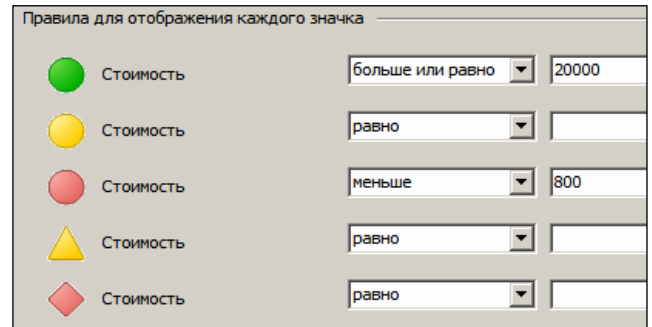 Правила для отображения каждого значка
Стоимость больше или равно 20000
Стоимость равно
Стоимость меньше 800
Стоимость равно
Стоимость равно